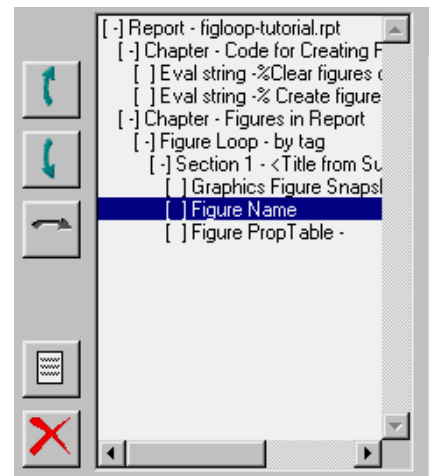 [-] Report - figloop-tutorial.rpt
[-] Chapter - Code for Creating F
[ ] Eval string -%Clear figures
[ ] Eval string -% Create figure
[-] Chapter - Figures in Report
[-] Figure Loop - by tag
[-] Section 1 - <Title from Su
[ ] Graphics Figure Snaps
[ ] Figure Name
[ ] Figure PropTable -